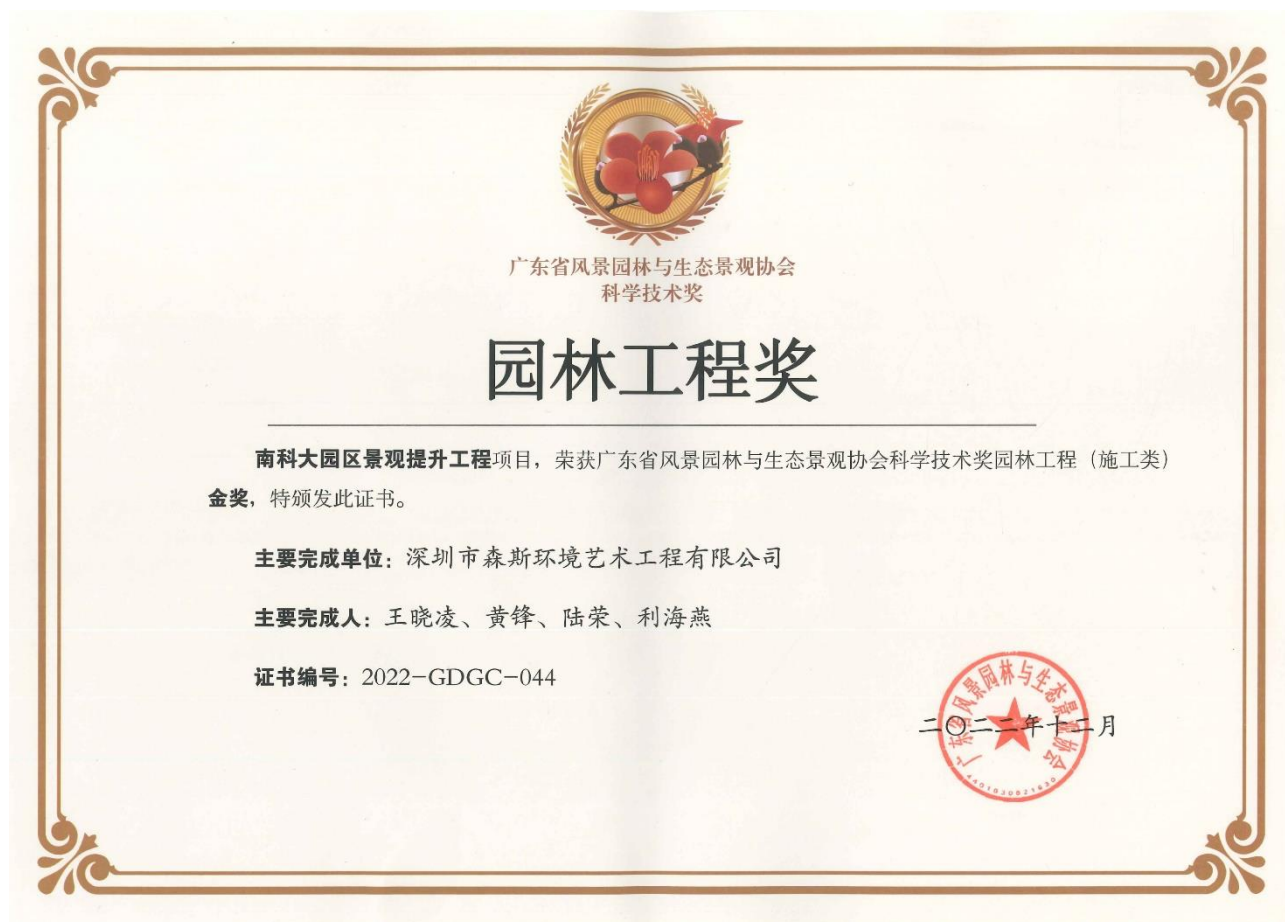 广东省风景园林与生态景观协会
科学技术奖
园林工程奖
南科大园区景观提升工程项目，荣获广东省风景园林与生态景观协会科学技术奖园林工程（施工类）
金奖，特颁发此证书。
主要完成单位：深圳市森斯环境艺术工程有限公司
主要完成人：王晓凌、黄锋、陆荣、利海燕
证书编号：2022-GDGC-044
广东省风景园林与生态景观协会
二〇二二年十二月